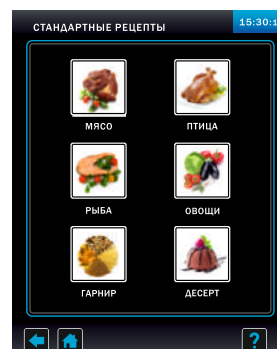 СТАНДАРТНЫЕ РЕЦЕПТЫ 15:30:1
МЯСО ПТИЦА
РЫБА ОВОЩИ
ГАРНИР ДЕСЕРТ
?